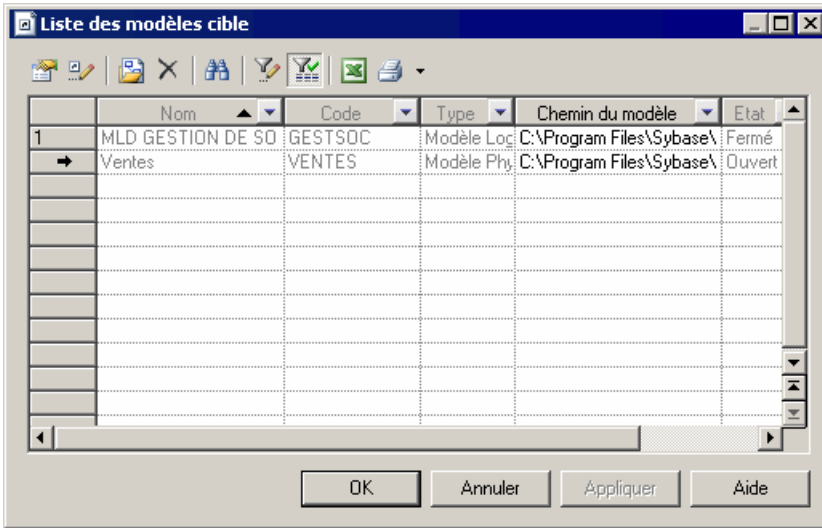 Liste des modèles cible
Nom Code Type Chemin du modèle Etat
1 MLD GESTION DE SO GESTSOC Modèle Log C:\Program Files\Sybase\ Fermé
Ventes VENTES Modèle Phy C:\Program Files\Sybase\ Ouvert
OK Annuler Appliquer Aide